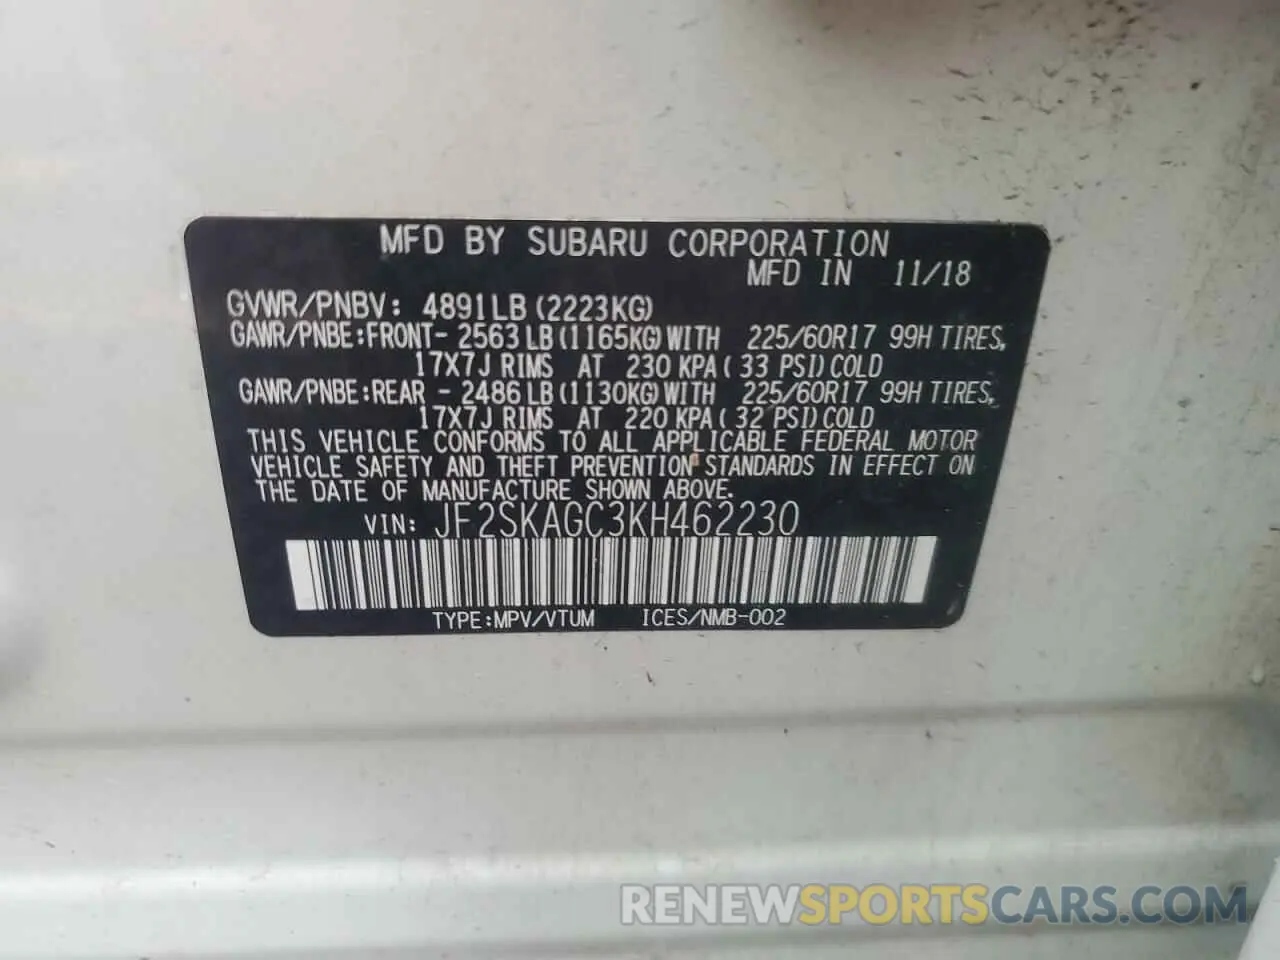 MFD BY SUBARU CORPORATION
MFD IN 11/18
GVWR/PNBV: 4891LB (2223KG)
GAWR/PNBE:FRONT- 2563 LB (1165KG) WITH 225/60R17 99H TIRES,
17X7J RIMS AT 230 KPA ( 33 PSI) COLD
GAWR/PNBE:REAR - 2486 LB (1130KG) WITH 225/60R17 99H TIRES,
17X7J RIMS AT 220 KPA ( 32 PSI) COLD
THIS VEHICLE CONFORMS TO ALL APPLICABLE FEDERAL MOTOR
VEHICLE SAFETY AND THEFT PREVENTION STANDARDS IN EFFECT ON
THE DATE OF MANUFACTURE SHOWN ABOVE.
VIN: JF2SKAGC3KH462230
TYPE:MPV/VTUM ICES/NMB-002
RENEWSPORTSCARS.COM